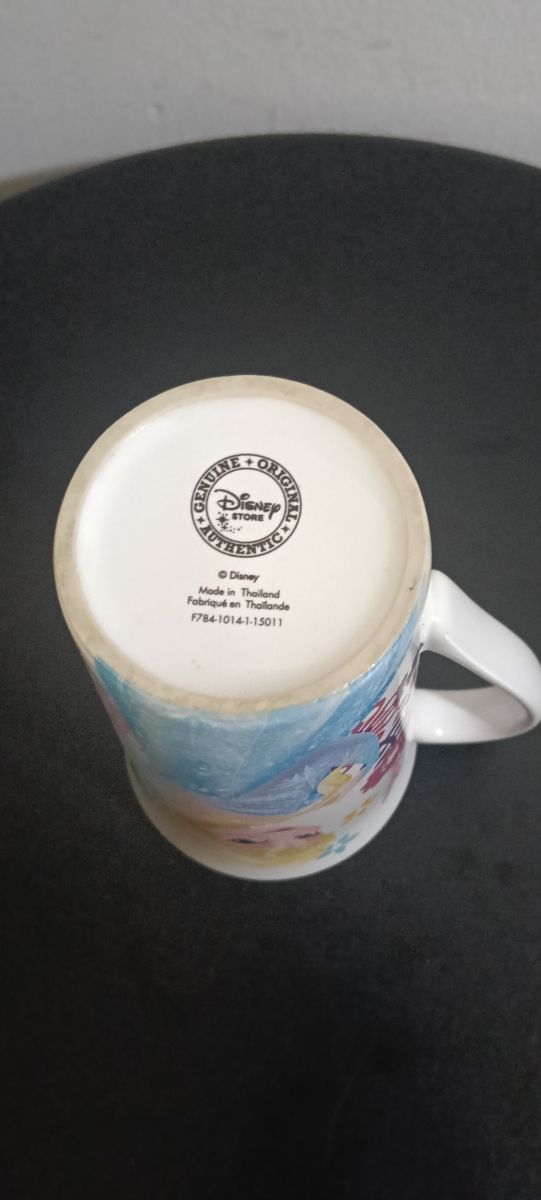 GENUINE ✦ ORIGINAL
✦ AUTHENTIC ✦
Disney
STORE
© Disney
Made in Thailand
Fabriqué en Thaïlande
F784-1014-1-15011